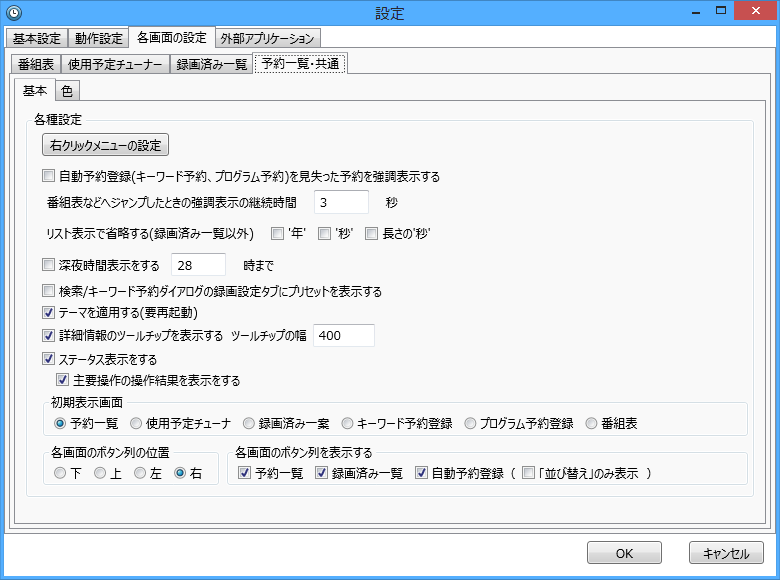 設定
基本設定 動作設定 各画面の設定 外部アプリケーション
番組表 使用予定チューナー 録画済み一覧 予約一覧・共通
基本 色
各種設定
右クリックメニューの設定
自動予約登録(キーワード予約、プログラム予約)を見失った予約を強調表示する
番組表などへジャンプしたときの強調表示の継続時間 3 秒
リスト表示で省略する(録画済み一覧以外) '年' '秒' 長さの'秒'
深夜時間表示をする 28 時まで
検索/キーワード予約ダイアログの録画設定タブにプリセットを表示する
テーマを適用する(要再起動)
詳細情報のツールチップを表示する ツールチップの幅 400
ステータス表示をする
主要操作の操作結果を表示をする
初期表示画面
予約一覧 使用予定チューナ 録画済み一案 キーワード予約登録 プログラム予約登録 番組表
各画面のボタン列の位置 各画面のボタン列を表示する
下 上 左 右 予約一覧 録画済み一覧 自動予約登録 ( 「並び替え」のみ表示 )
OK キャンセル